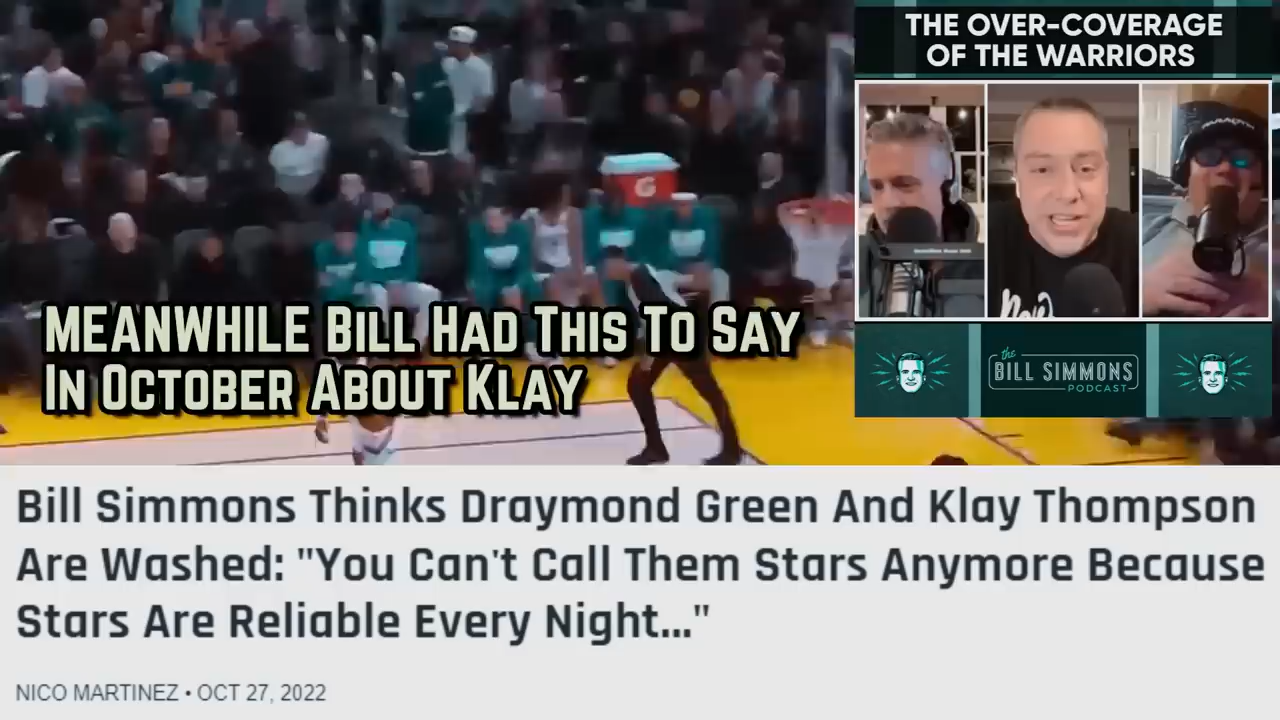 THE OVER-COVERAGE
OF THE WARRIORS
G
MEANWHILE BILL HAD THIS TO SAY
IN OCTOBER ABOUT KLAY
the
BILL SIMMONS
PODCAST
Bill Simmons Thinks Draymond Green And Klay Thompson
Are Washed: "You Can't Call Them Stars Anymore Because
Stars Are Reliable Every Night..."
NICO MARTINEZ • OCT 27, 2022